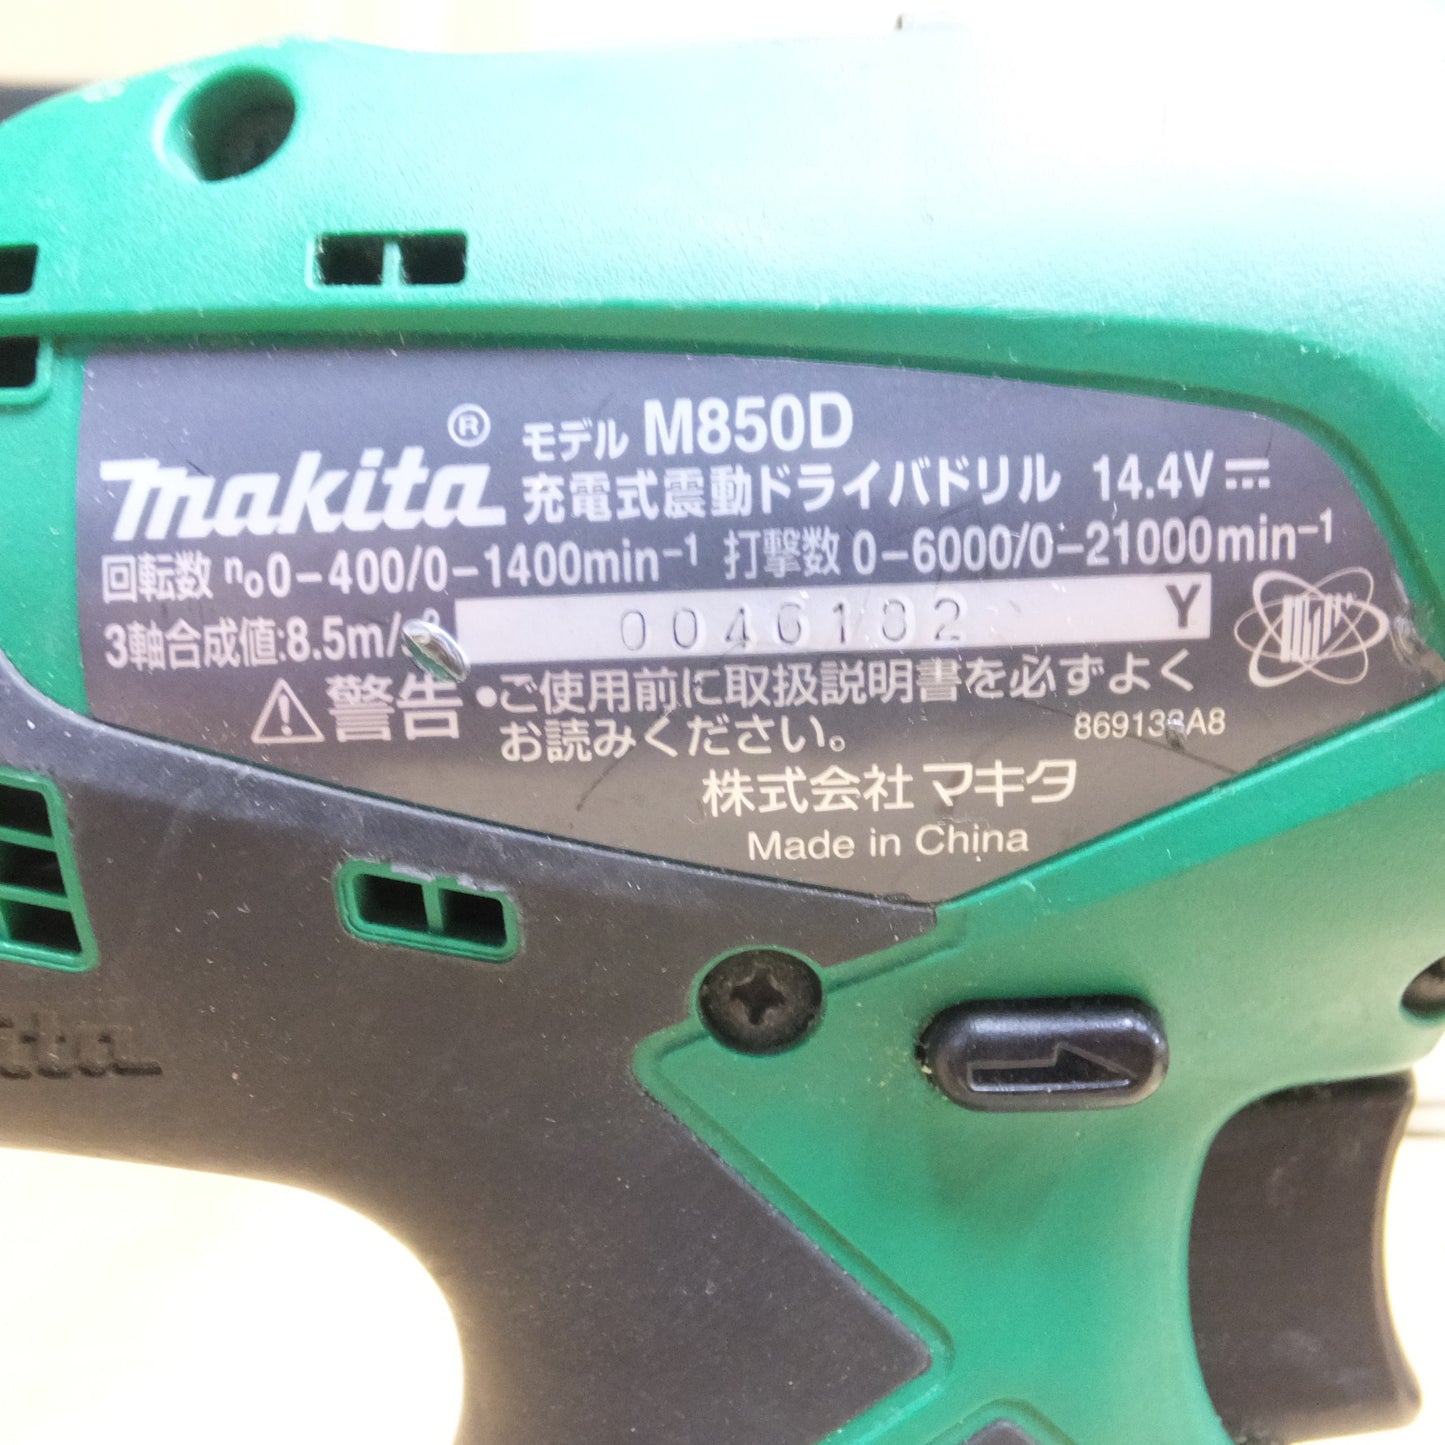 makita®
モデル M850D
充電式震動ドライバドリル 14.4V
回転数 n₀0-400/0-1400min⁻¹ 打撃数 0-6000/0-21000min⁻¹
3軸合成値:8.5m/s² 0046182 Y
⚠警告 •ご使用前に取扱説明書を必ずよく
お読みください。
株式会社マキタ
Made in China